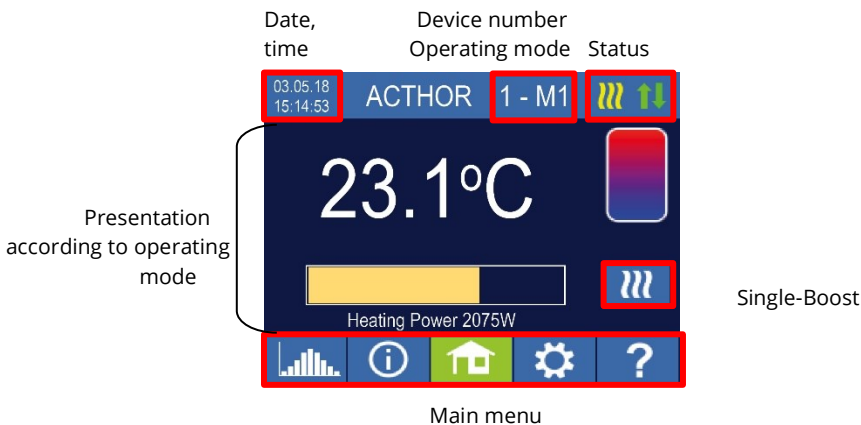 Date,
time
Device number
Operating mode
Status
03.05.18
15:14:53
ACTHOR
1 - M1
23.1°C
Presentation
according to operating
mode
Heating Power 2075W
Single-Boost
?
Main menu